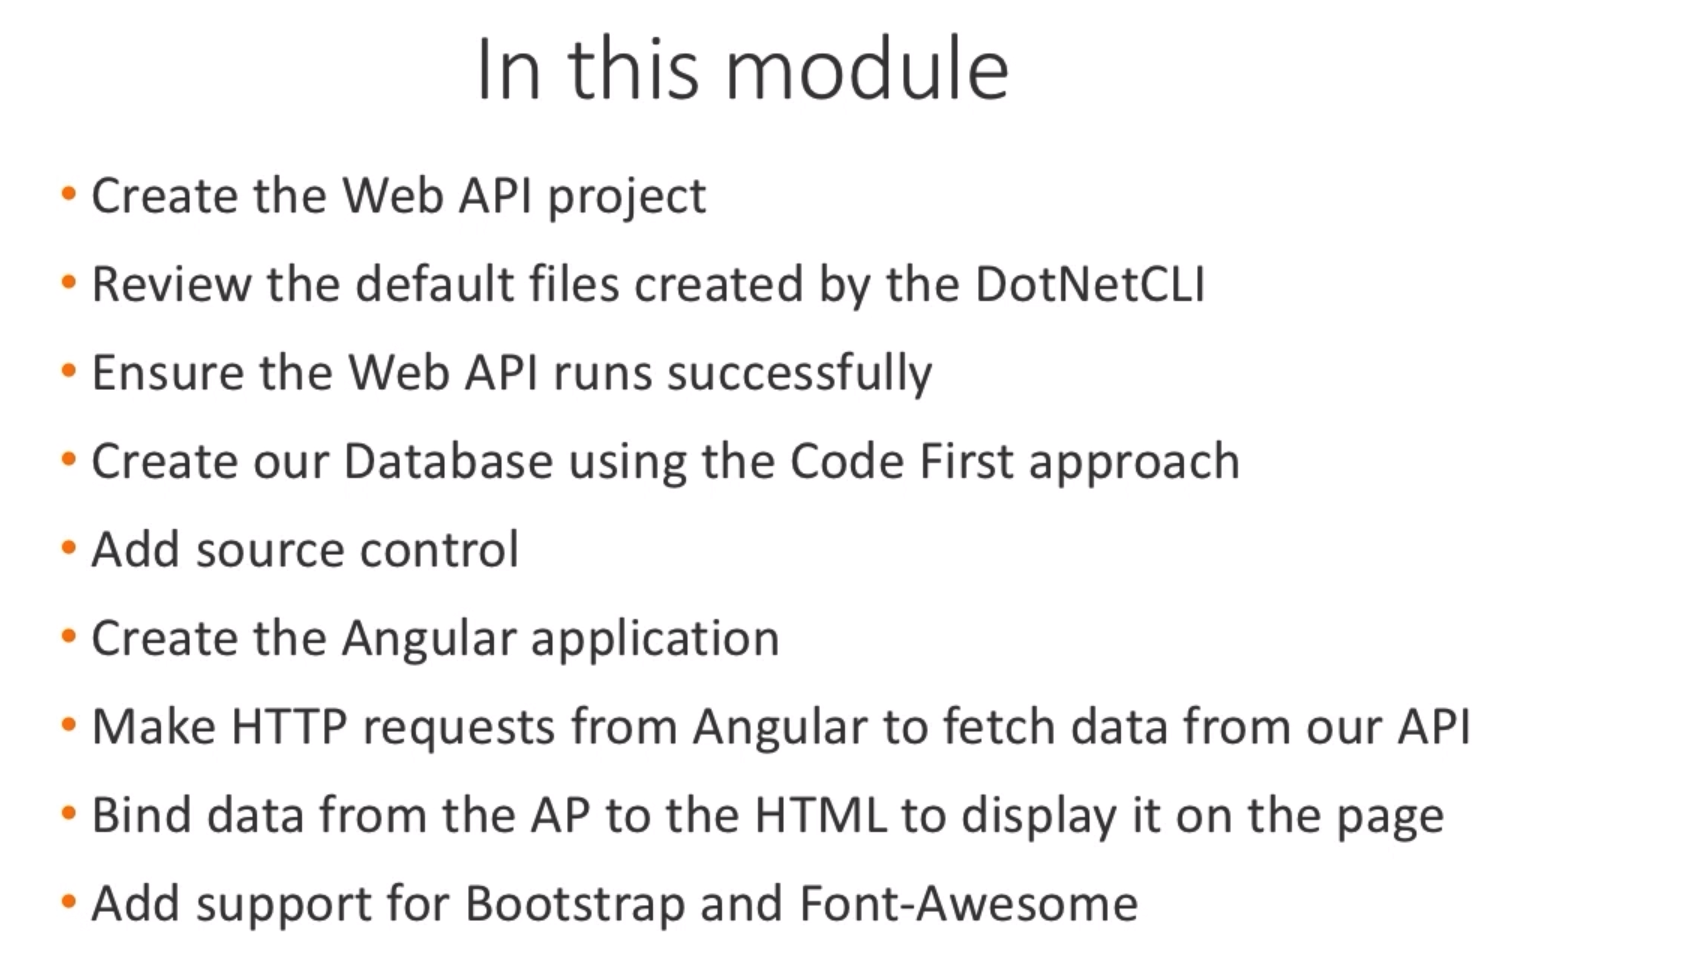 In this module
• Create the Web API project
• Review the default files created by the DotNetCLI
• Ensure the Web API runs successfully
• Create our Database using the Code First approach
• Add source control
• Create the Angular application
• Make HTTP requests from Angular to fetch data from our API
• Bind data from the AP to the HTML to display it on the page
• Add support for Bootstrap and Font-Awesome